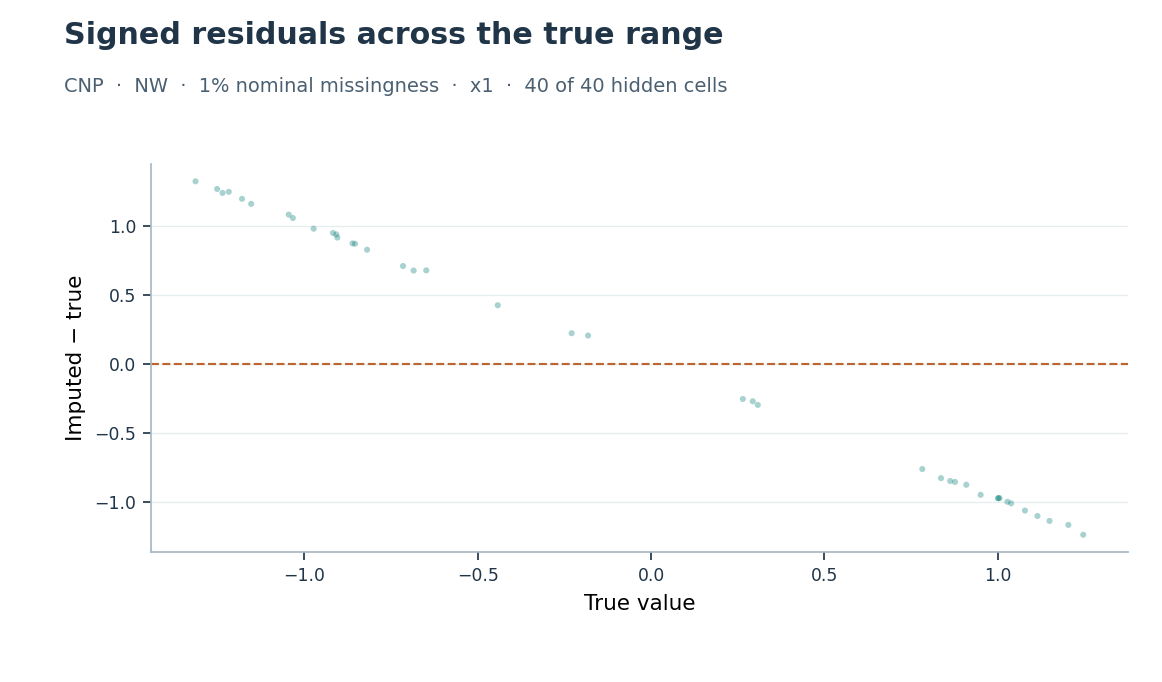 Signed residuals across the true range
CNP · NW · 1% nominal missingness · x1 · 40 of 40 hidden cells
Imputed − true
1.0
0.5
0.0
−0.5
−1.0
−1.0 −0.5 0.0 0.5 1.0
True value